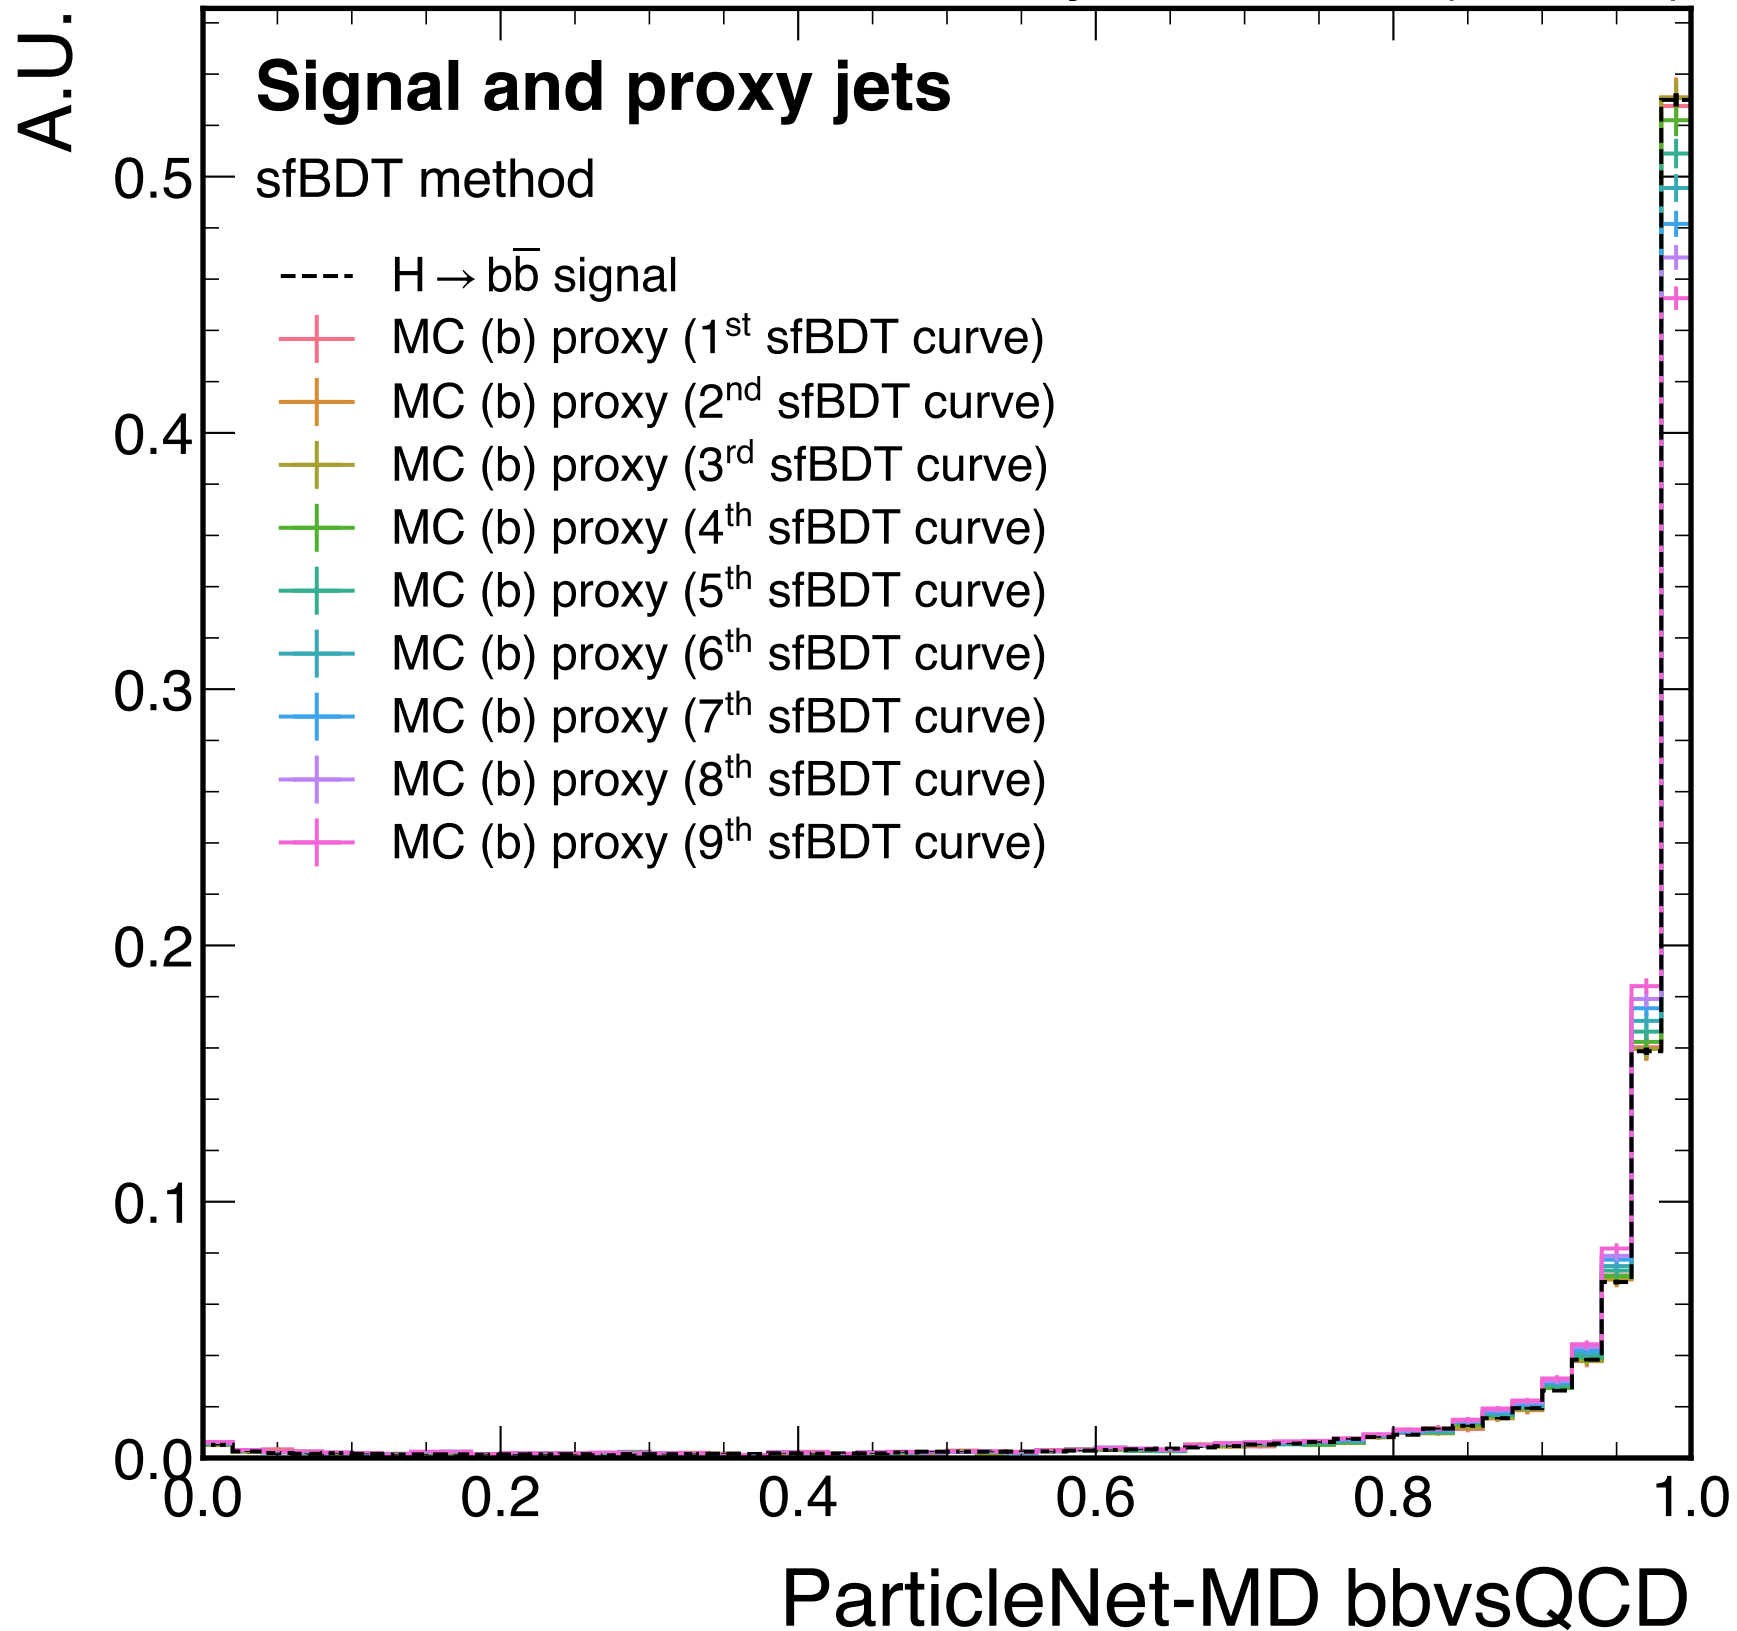 A.U.
Signal and proxy jets
sfBDT method
H→bb̅ signal
MC (b) proxy (1st sfBDT curve)
MC (b) proxy (2nd sfBDT curve)
MC (b) proxy (3rd sfBDT curve)
MC (b) proxy (4th sfBDT curve)
MC (b) proxy (5th sfBDT curve)
MC (b) proxy (6th sfBDT curve)
MC (b) proxy (7th sfBDT curve)
MC (b) proxy (8th sfBDT curve)
MC (b) proxy (9th sfBDT curve)
0.5
0.4
0.3
0.2
0.1
0.0
0.0 0.2 0.4 0.6 0.8 1.0
ParticleNet-MD bbvsQCD